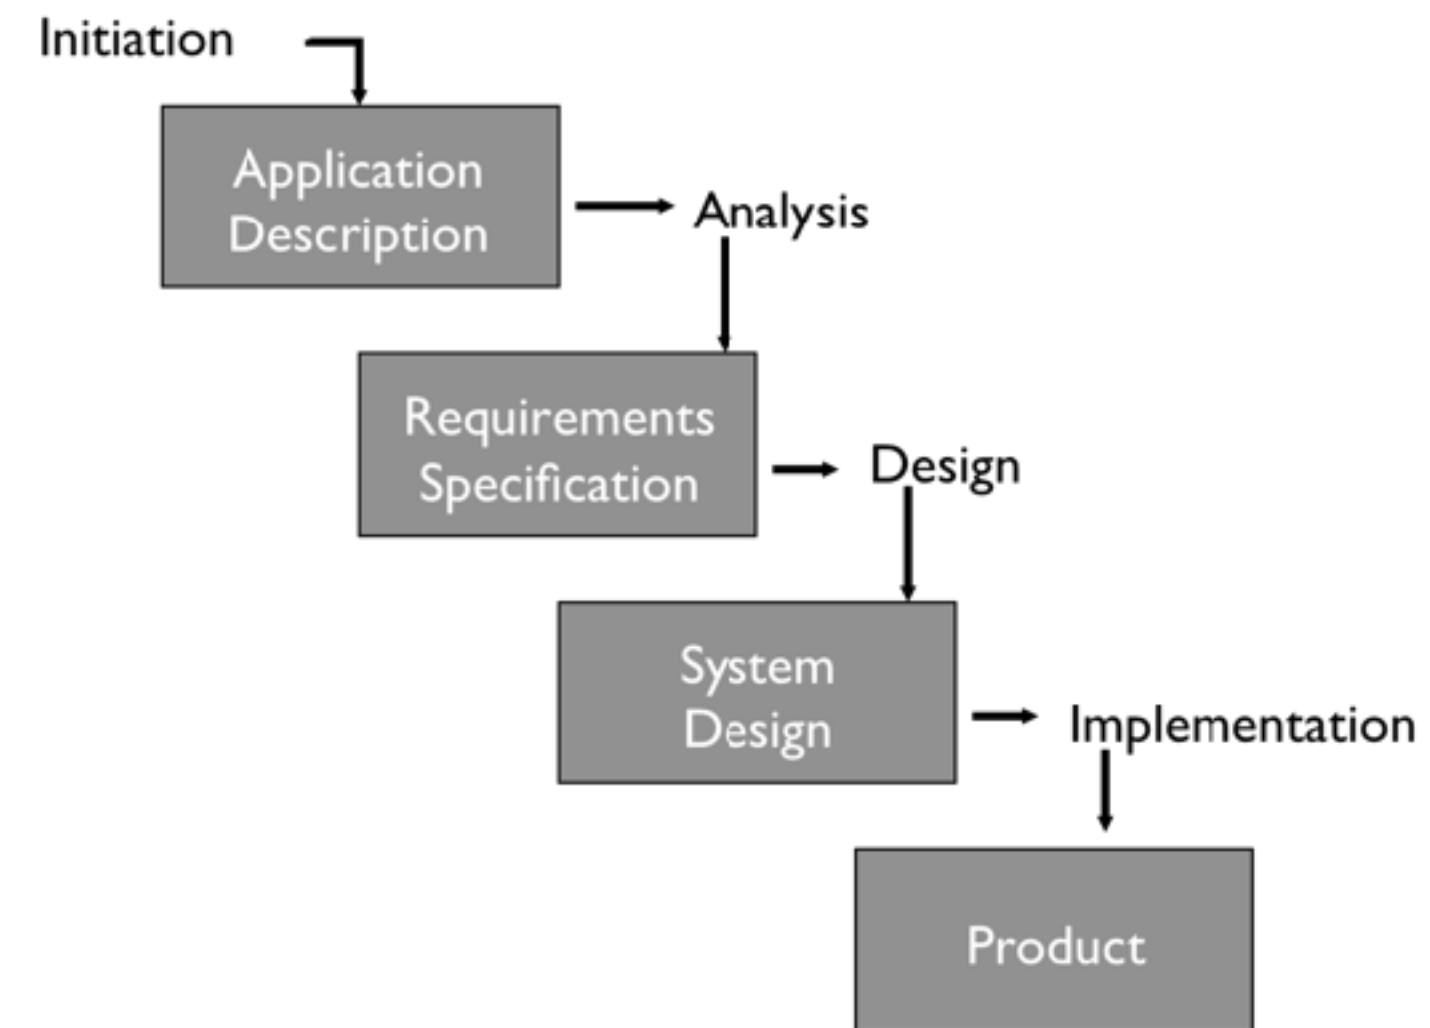 Initiation
Application
Description
Analysis
Requirements
Specification
Design
System
Design
Implementation
Product